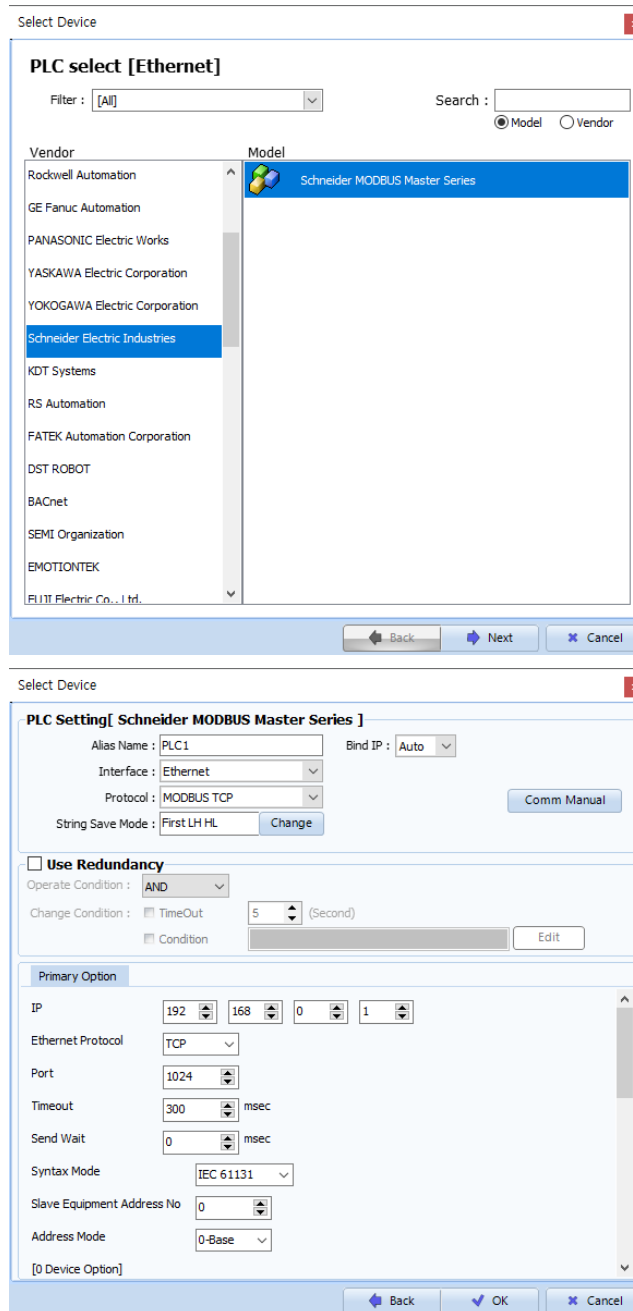 Select Device
PLC select [Ethernet]
Filter : [All]
Search :
Model Vendor
Vendor Model
Rockwell Automation
Schneider MODBUS Master Series
GE Fanuc Automation
PANASONIC Electric Works
YASKAWA Electric Corporation
YOKOGAWA Electric Corporation
Schneider Electric Industries
KDT Systems
RS Automation
FATEK Automation Corporation
DST ROBOT
BACnet
SEMI Organization
EMOTIONTEK
FUJI Electric Co., Ltd.
Back Next Cancel
Select Device
PLC Setting[ Schneider MODBUS Master Series ]
Alias Name : PLC1 Bind IP : Auto
Interface : Ethernet
Protocol : MODBUS TCP Comm Manual
String Save Mode : First LH HL Change
Use Redundancy
Operate Condition : AND
Change Condition : TimeOut 5 (Second)
Condition Edit
Primary Option
IP 192 168 0 1
Ethernet Protocol TCP
Port 1024
Timeout 300 msec
Send Wait 0 msec
Syntax Mode IEC 61131
Slave Equipment Address No 0
Address Mode 0-Base
[0 Device Option]
Back OK Cancel